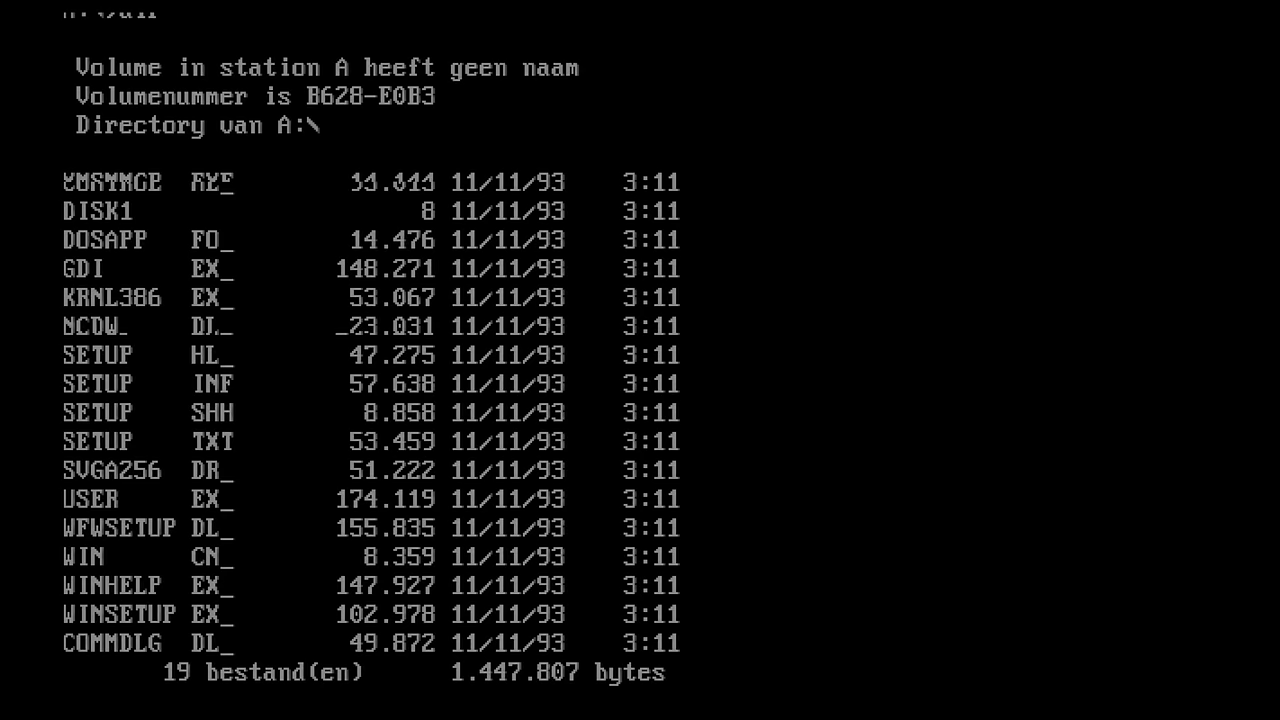 Volume in station A heeft geen naam
Volumenummer is B628-E0B3
Directory van A:\
11/11/93 3:11
DISK1 8 11/11/93 3:11
DOSAPP FO_ 14.476 11/11/93 3:11
GDI EX_ 148.271 11/11/93 3:11
KRNL386 EX_ 53.067 11/11/93 3:11
11/11/93 3:11
SETUP HL_ 47.275 11/11/93 3:11
SETUP INF 57.638 11/11/93 3:11
SETUP SHH 8.858 11/11/93 3:11
SETUP TXT 53.459 11/11/93 3:11
SVGA256 DR_ 51.222 11/11/93 3:11
USER EX_ 174.119 11/11/93 3:11
WFWSETUP DL_ 155.835 11/11/93 3:11
WIN CN_ 8.359 11/11/93 3:11
WINHELP EX_ 147.927 11/11/93 3:11
WINSETUP EX_ 102.978 11/11/93 3:11
COMMDLG DL_ 49.872 11/11/93 3:11
19 bestand(en) 1.447.807 bytes